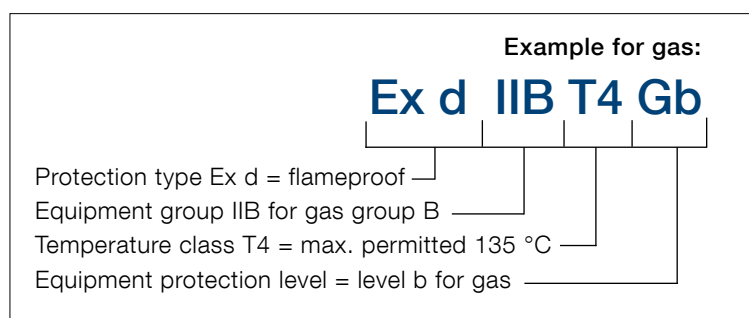 Example for gas:
Ex d IIB T4 Gb
Protection type Ex d = flameproof
Equipment group IIB for gas group B
Temperature class T4 = max. permitted 135 °C
Equipment protection level = level b for gas